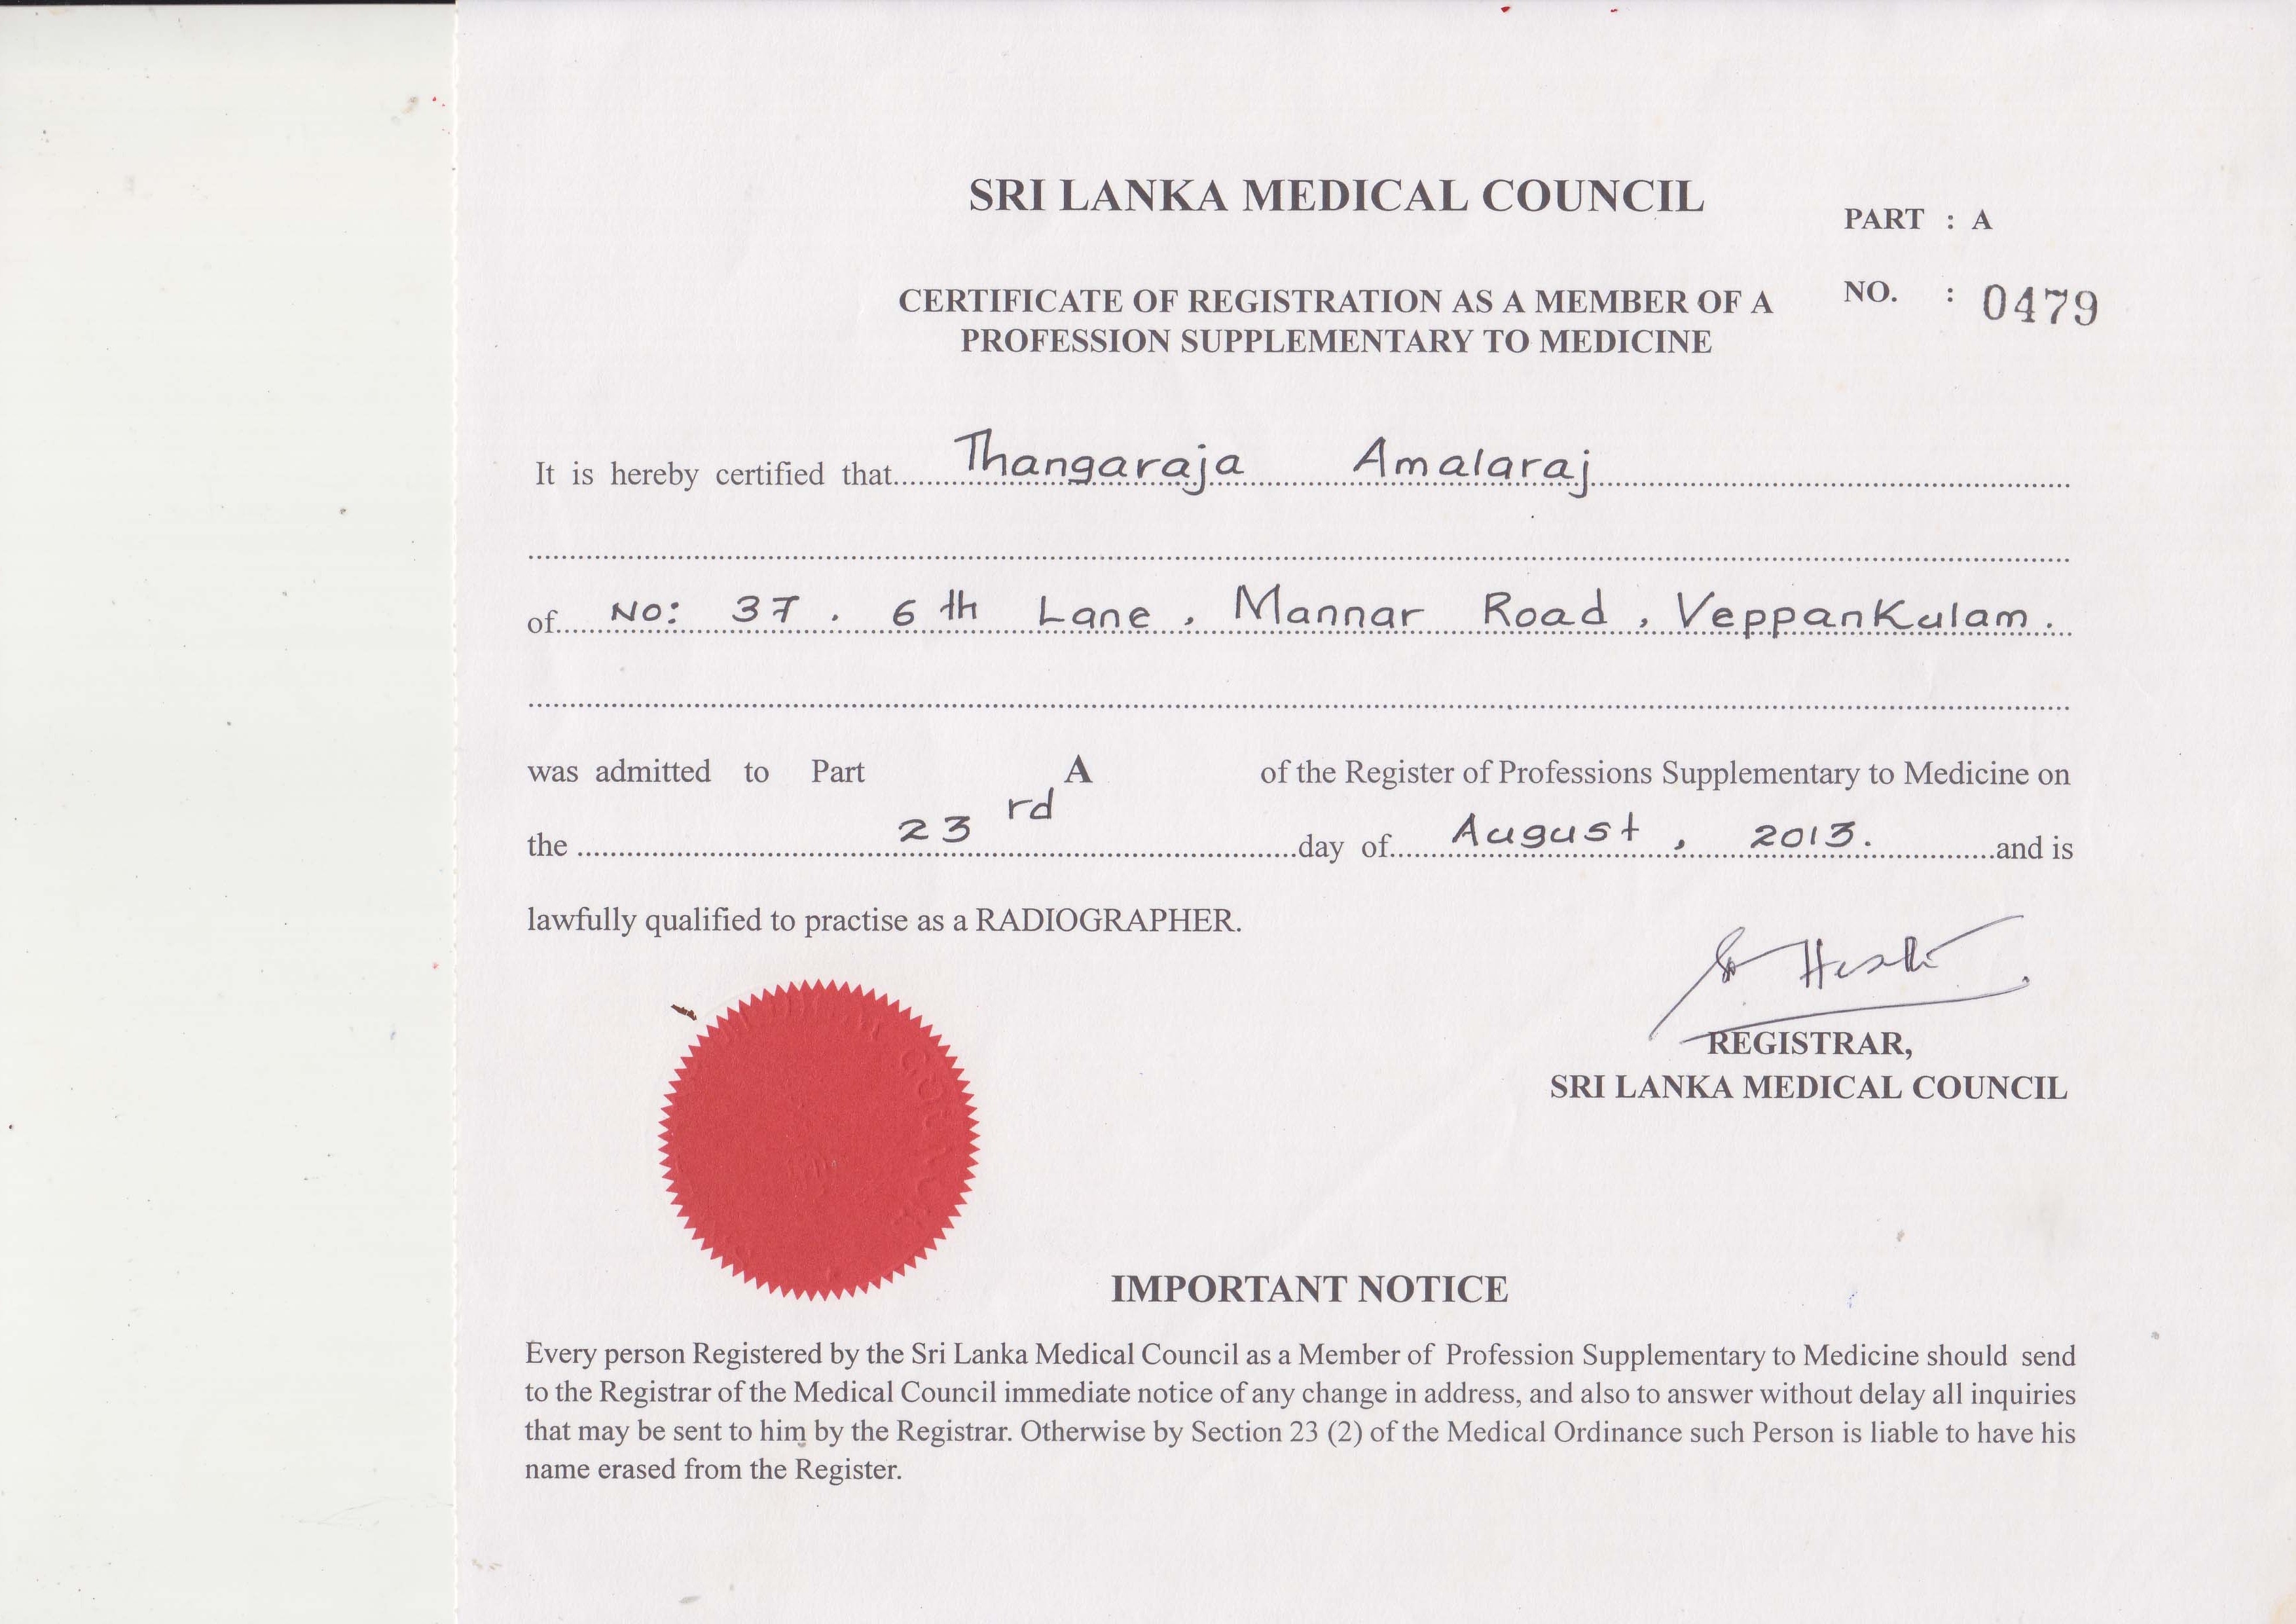 SRI LANKA MEDICAL COUNCIL
PART : A
CERTIFICATE OF REGISTRATION AS A MEMBER OF A
NO. : 0479
PROFESSION SUPPLEMENTARY TO MEDICINE
It is hereby certified that Thangaraja Amalaraj
of No: 37. 6 th Lane, Mannar Road, Veppankulam.
was admitted to Part A of the Register of Professions Supplementary to Medicine on
the 23 rd day of August, 2013. and is
lawfully qualified to practise as a RADIOGRAPHER.
REGISTRAR,
SRI LANKA MEDICAL COUNCIL
IMPORTANT NOTICE
Every person Registered by the Sri Lanka Medical Council as a Member of Profession Supplementary to Medicine should send
to the Registrar of the Medical Council immediate notice of any change in address, and also to answer without delay all inquiries
that may be sent to him by the Registrar. Otherwise by Section 23 (2) of the Medical Ordinance such Person is liable to have his
name erased from the Register.